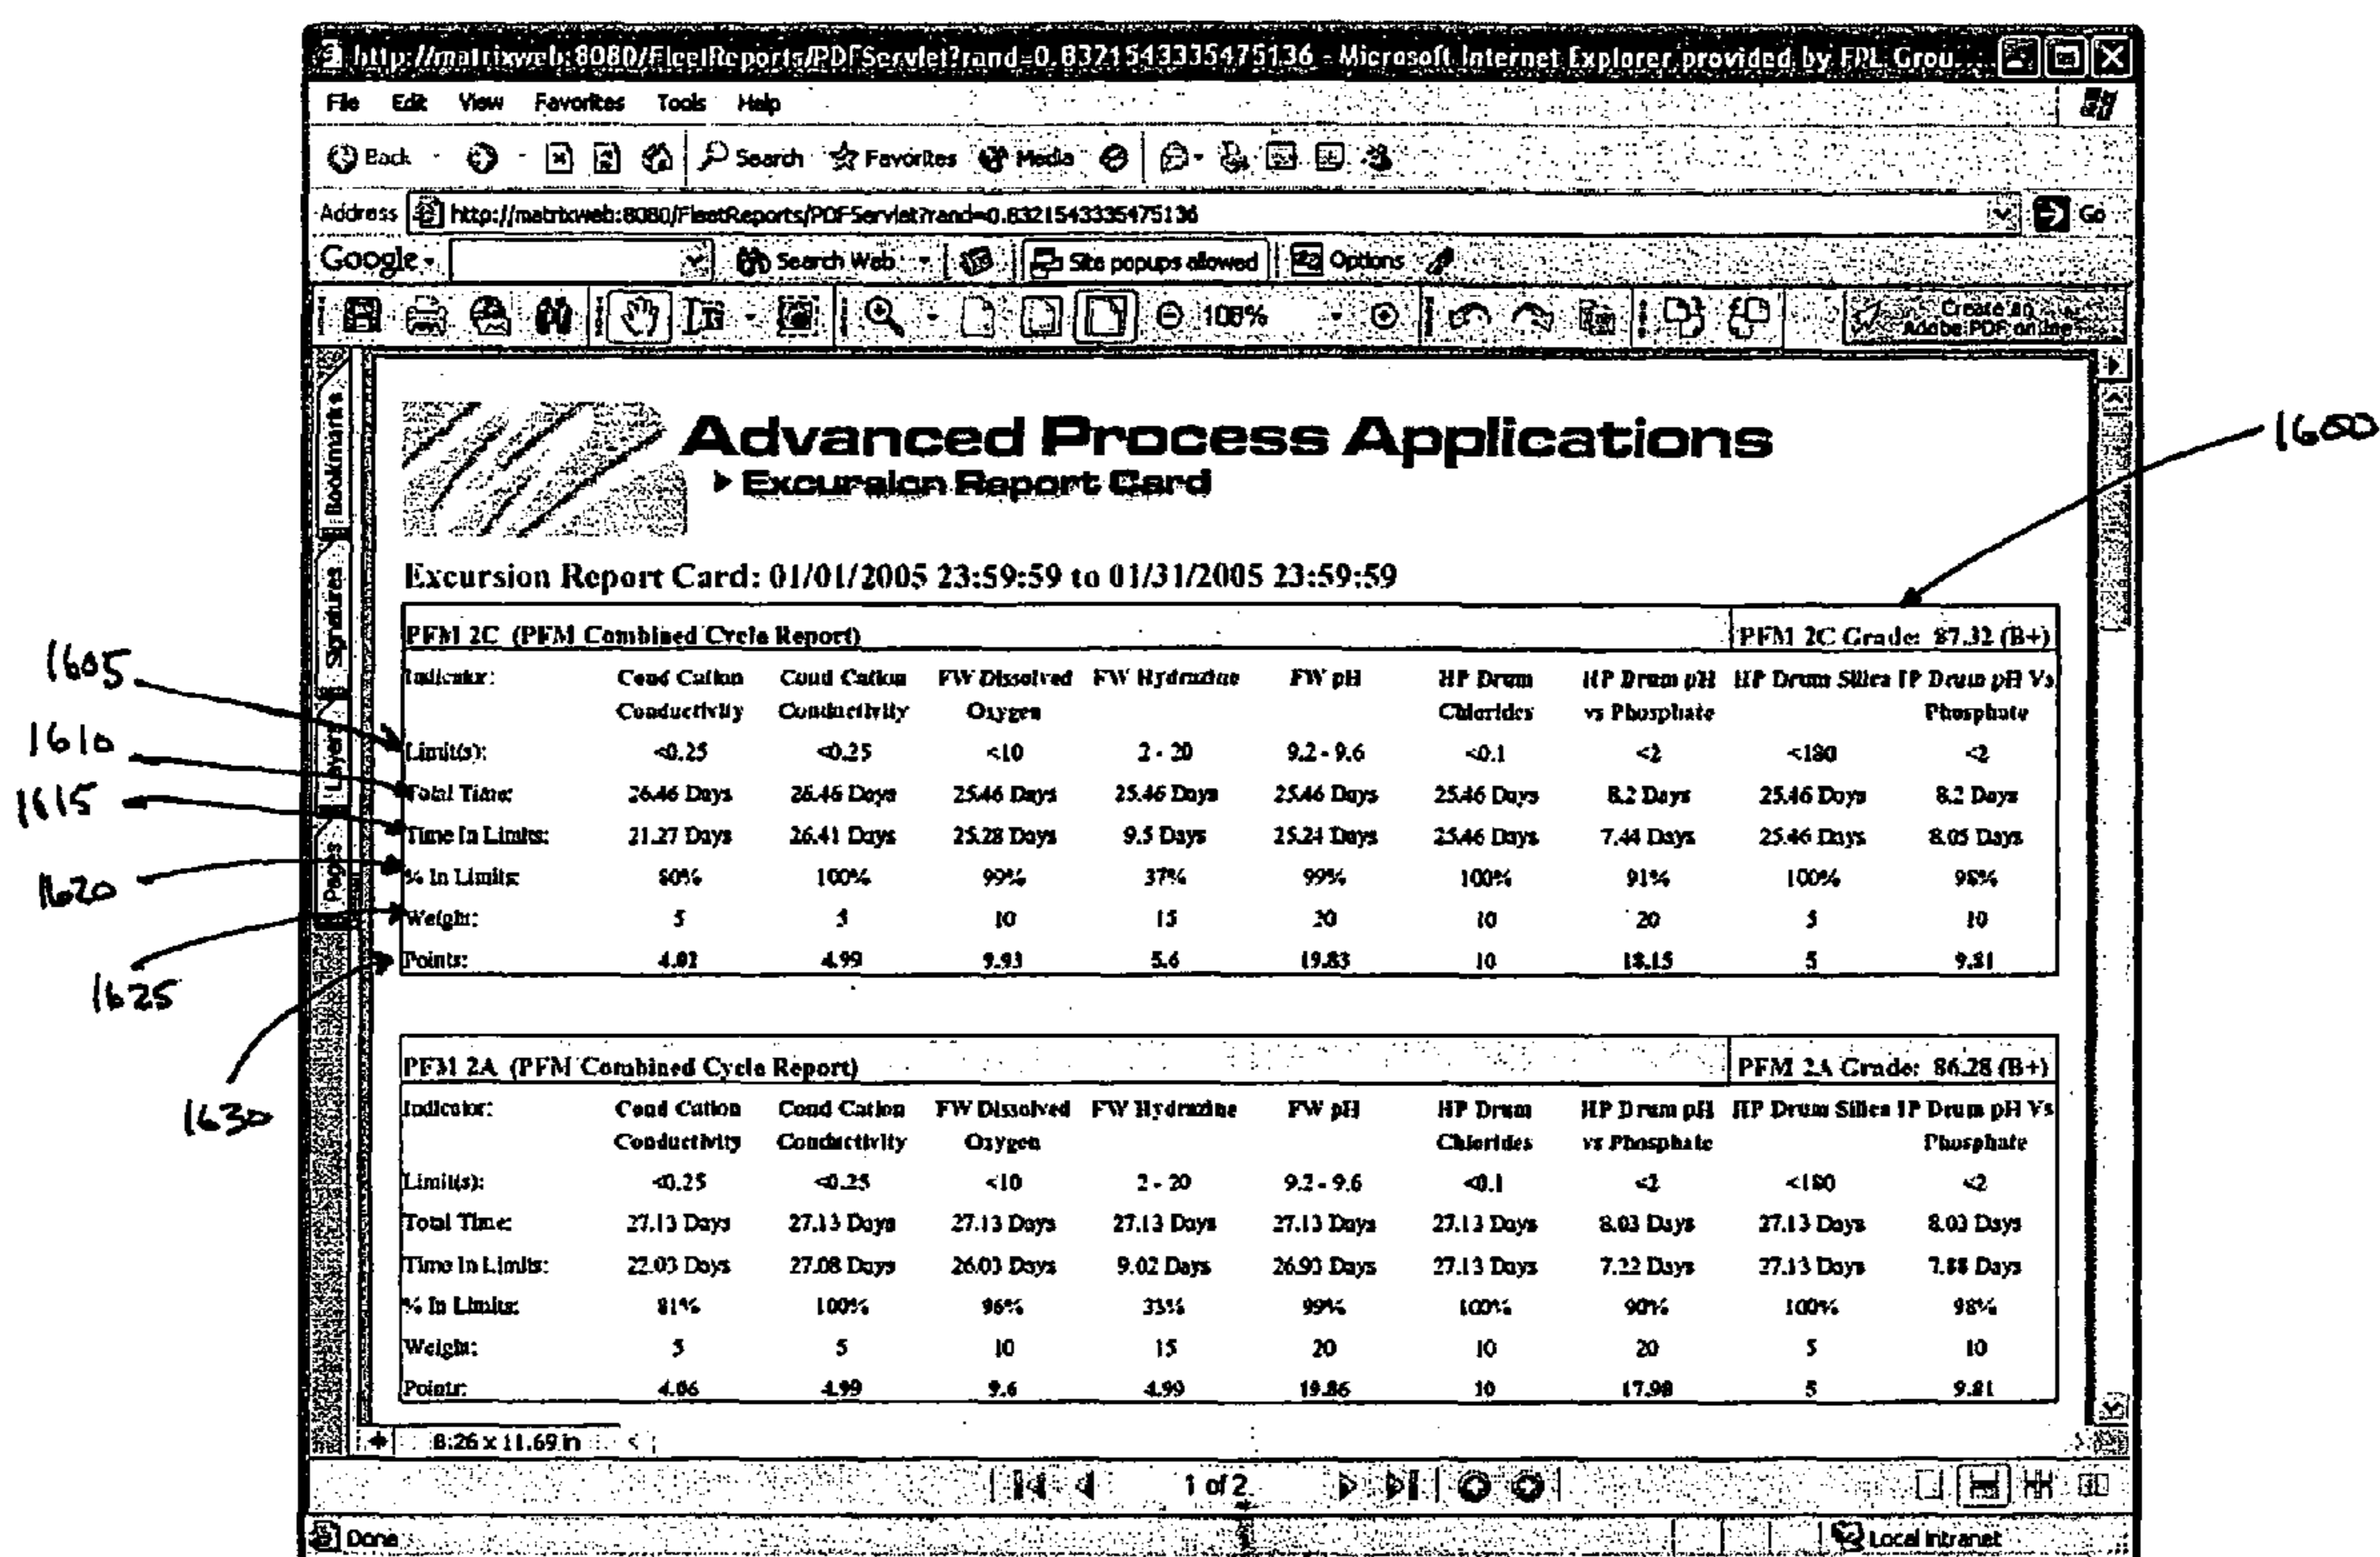 http://matrixweb:8080/FleetReports/PDFServlet?rand=0.8321543335475136 - Microsoft Internet Explorer provided by FPL Grou...
File Edit View Favorites Tools Help
Back Search Favorites Media
Address http://matrixweb:8080/FleetReports/PDFServlet?rand=0.8321543335475136 Go
Google Search Web Site popups allowed Options
108% Create an
Adobe PDF online
Bookmarks
Signatures
Layers
Pages
Advanced Process Applications
Excursion Report Card
1600
Excursion Report Card: 01/01/2005 23:59:59 to 01/31/2005 23:59:59
PFM 2C (PFM Combined Cycle Report) PFM 2C Grade: 87.32 (B+)
1605
Indicator: Cond Cation Cond Cation FW Dissolved FW Hydrazine FW pH HP Drum HP Drum pH HP Drum Silica IP Drum pH Vs
Conductivity Conductivity Oxygen Chlorides vs Phosphate Phosphate
1610
Limit(s): <0.25 <0.25 <10 2 - 20 9.2 - 9.6 <0.1 <2 <180 <2
1615
Total Time: 26.46 Days 26.46 Days 25.46 Days 25.46 Days 25.46 Days 25.46 Days 8.2 Days 25.46 Days 8.2 Days
Time In Limits: 21.27 Days 26.41 Days 25.28 Days 9.5 Days 25.24 Days 25.46 Days 7.44 Days 25.46 Days 8.05 Days
1620
% In Limits: 80% 100% 99% 37% 99% 100% 91% 100% 98%
Weight: 5 5 10 15 20 10 20 5 10
1625
Points: 4.02 4.99 9.93 5.6 19.83 10 18.15 5 9.81
1630
PFM 2A (PFM Combined Cycle Report) PFM 2A Grade: 86.28 (B+)
Indicator: Cond Cation Cond Cation FW Dissolved FW Hydrazine FW pH HP Drum HP Drum pH HP Drum Silica IP Drum pH Vs
Conductivity Conductivity Oxygen Chlorides vs Phosphate Phosphate
Limit(s): <0.25 <0.25 <10 2 - 20 9.2 - 9.6 <0.1 <2 <180 <2
Total Time: 27.13 Days 27.13 Days 27.13 Days 27.13 Days 27.13 Days 27.13 Days 8.03 Days 27.13 Days 8.03 Days
Time In Limits: 22.03 Days 27.08 Days 26.03 Days 9.02 Days 26.93 Days 27.13 Days 7.22 Days 27.13 Days 7.88 Days
% In Limits: 81% 100% 96% 33% 99% 100% 90% 100% 98%
Weight: 5 5 10 15 20 10 20 5 10
Points: 4.06 4.99 9.6 4.99 19.86 10 17.98 5 9.81
8.26 x 11.69 in
1 of 2
Done Local intranet